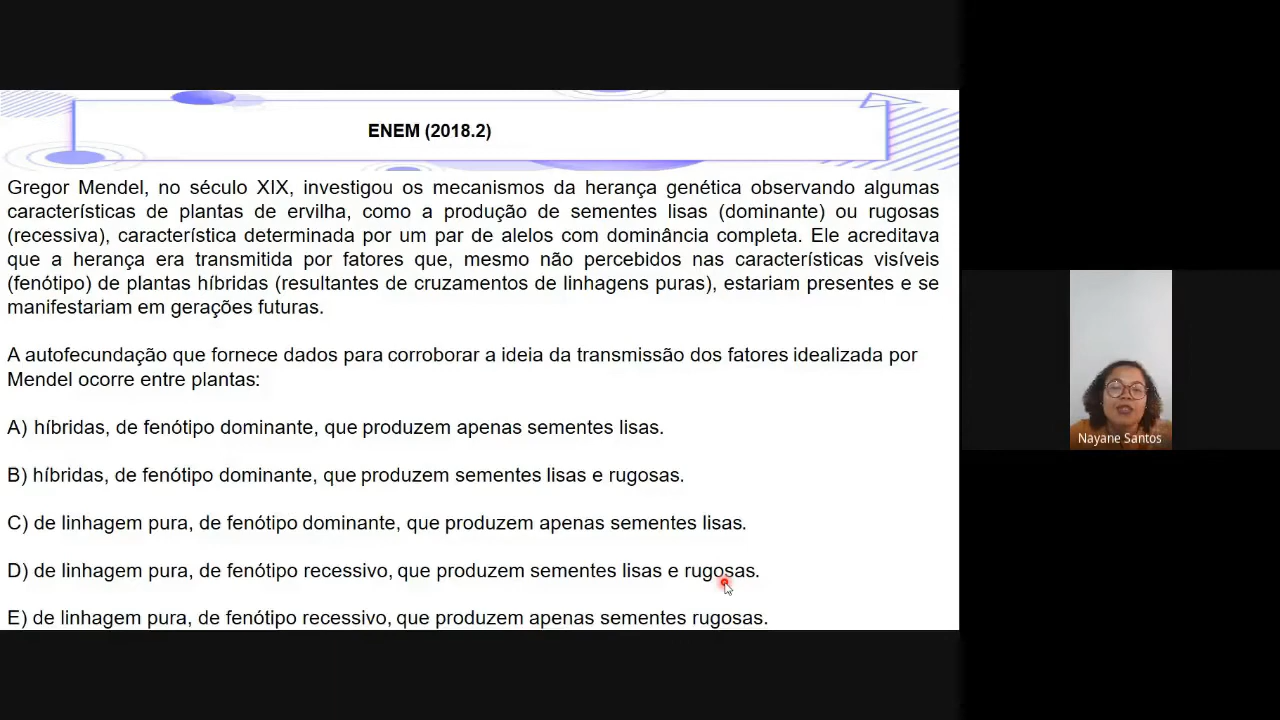 ENEM (2018.2)
Gregor Mendel, no século XIX, investigou os mecanismos da herança genética observando algumas
características de plantas de ervilha, como a produção de sementes lisas (dominante) ou rugosas
(recessiva), característica determinada por um par de alelos com dominância completa. Ele acreditava
que a herança era transmitida por fatores que, mesmo não percebidos nas características visíveis
(fenótipo) de plantas híbridas (resultantes de cruzamentos de linhagens puras), estariam presentes e se
manifestariam em gerações futuras.
A autofecundação que fornece dados para corroborar a ideia da transmissão dos fatores idealizada por
Mendel ocorre entre plantas:
A) híbridas, de fenótipo dominante, que produzem apenas sementes lisas.
B) híbridas, de fenótipo dominante, que produzem sementes lisas e rugosas.
C) de linhagem pura, de fenótipo dominante, que produzem apenas sementes lisas.
D) de linhagem pura, de fenótipo recessivo, que produzem sementes lisas e rugosas.
E) de linhagem pura, de fenótipo recessivo, que produzem apenas sementes rugosas.
Nayane Santos